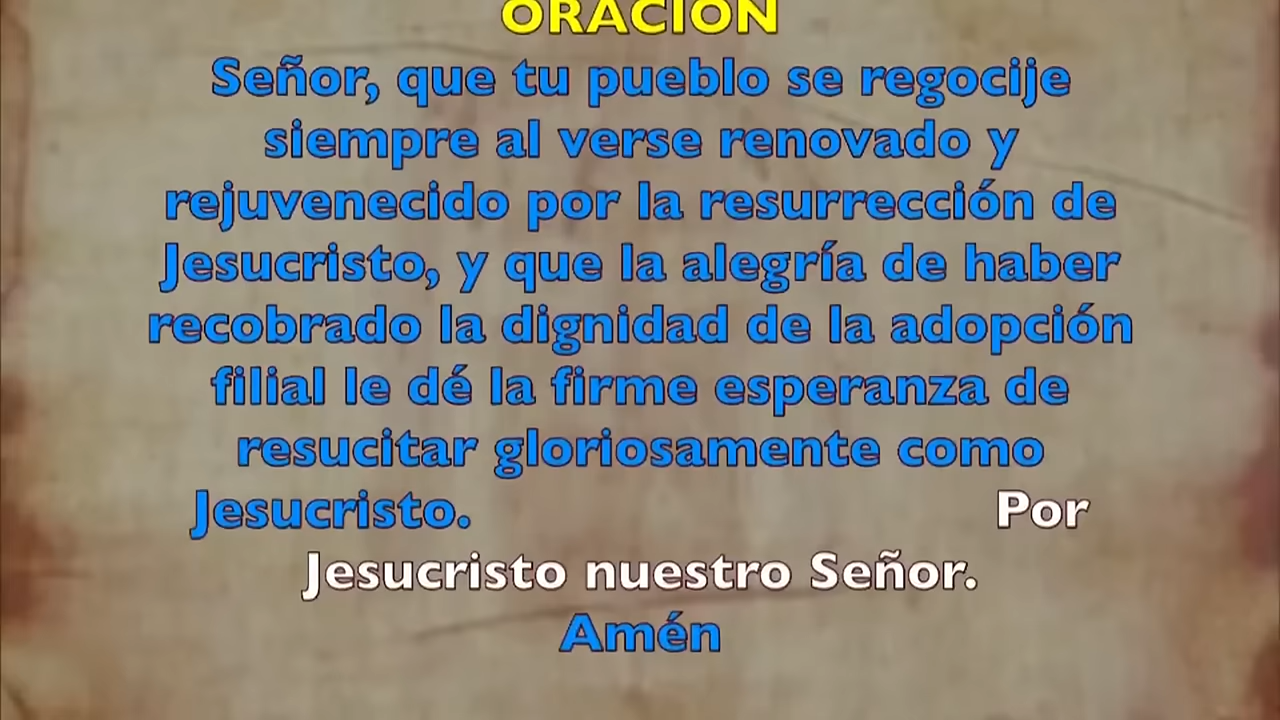 ORACIÓN
Señor, que tu pueblo se regocije
siempre al verse renovado y
rejuvenecido por la resurrección de
Jesucristo, y que la alegría de haber
recobrado la dignidad de la adopción
filial le dé la firme esperanza de
resucitar gloriosamente como
Jesucristo. Por
Jesucristo nuestro Señor.
Amén